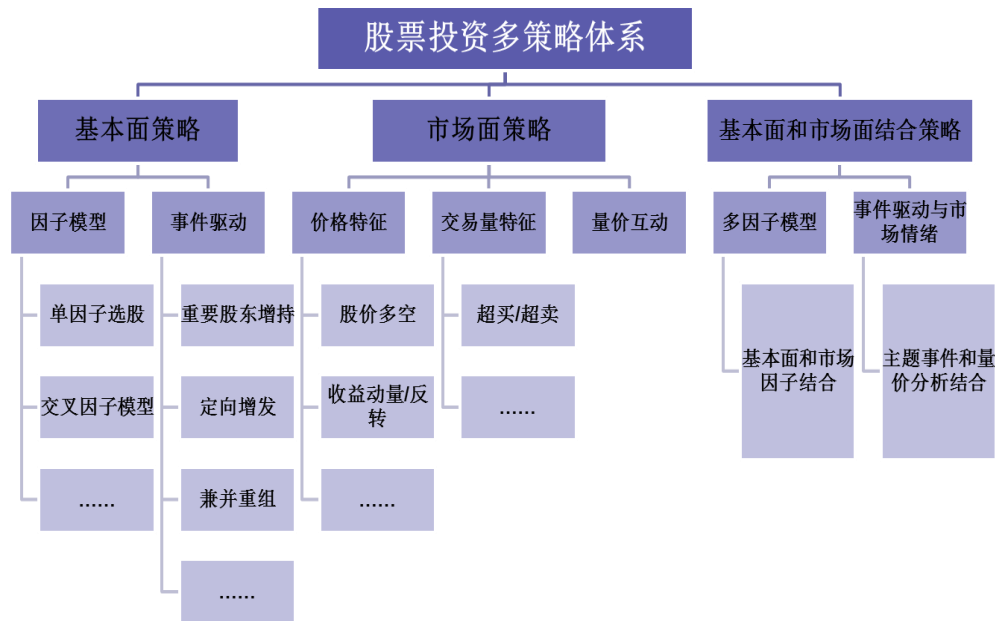 股票投资多策略体系
基本面策略
市场面策略
基本面和市场面结合策略
因子模型
事件驱动
价格特征
交易量特征
量价互动
多因子模型
事件驱动与市
场情绪
单因子选股
重要股东增持
股价多空
超买/超卖
基本面和市场
因子结合
主题事件和量
价分析结合
交叉因子模型
定向增发
收益动量/反
转
……
……
兼并重组
……
……